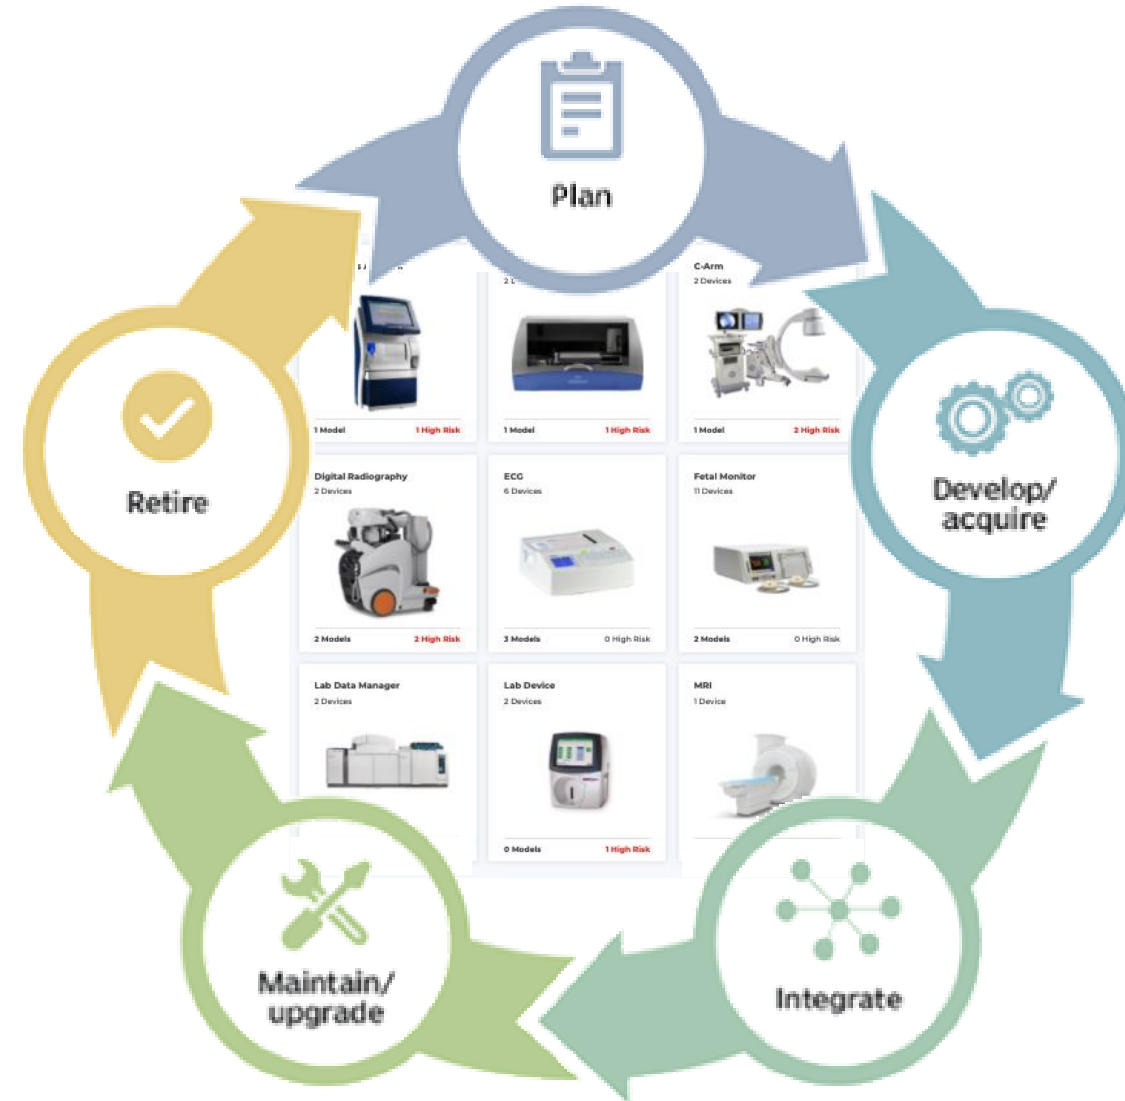 Plan
C-Arm
2 Devices
1 Model
1 High Risk
1 Model
1 High Risk
1 Model
2 High Risk
Develop/
acquire
Retire
Digital Radiography
2 Devices
2 Models
2 High Risk
ECG
6 Devices
3 Models
0 High Risk
Fetal Monitor
11 Devices
2 Models
0 High Risk
Lab Data Manager
2 Devices
Lab Device
2 Devices
0 Models
1 High Risk
MRI
1 Device
Maintain/
upgrade
Integrate